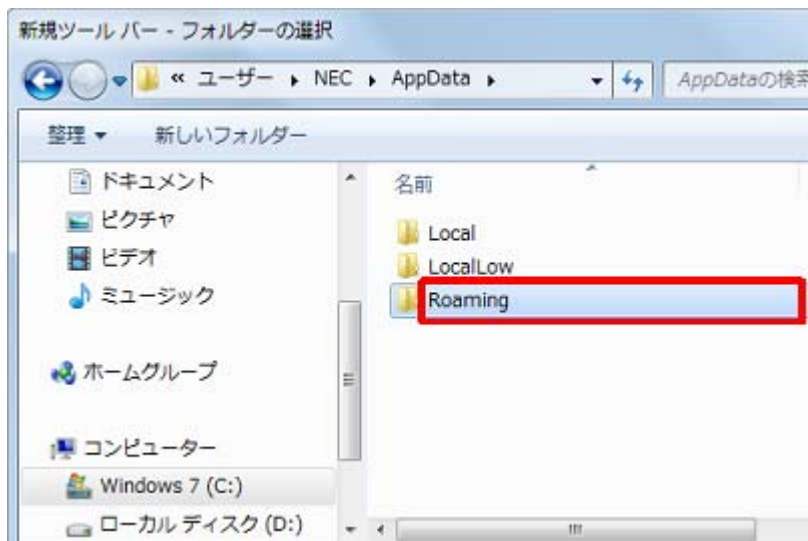 新規ツール バー - フォルダーの選択
« ユーザー ▸ NEC ▸ AppData ▸ AppDataの検索
整理 ▼ 新しいフォルダー
ドキュメント
ピクチャ
ビデオ
ミュージック
ホームグループ
コンピューター
Windows 7 (C:)
ローカル ディスク (D:)
名前
Local
LocalLow
Roaming